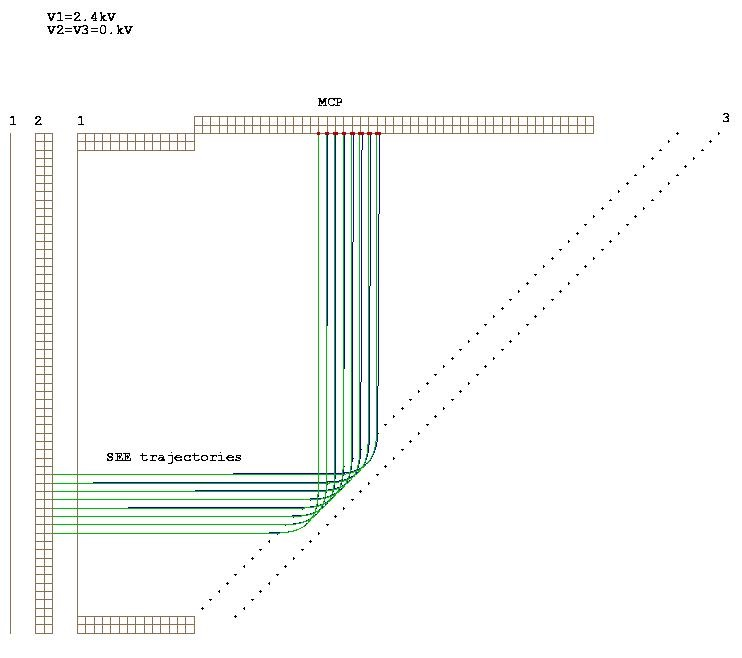 V1=2.4kV
V2=V3=0.kV
MCP
1 2 1 3
SEE trajectories